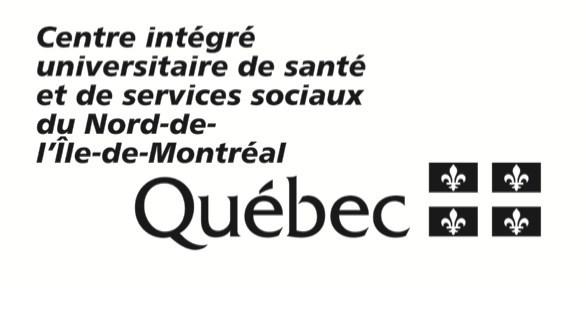 Centre intégré
universitaire de santé
et de services sociaux
du Nord-de-
l'Île-de-Montréal
Québec